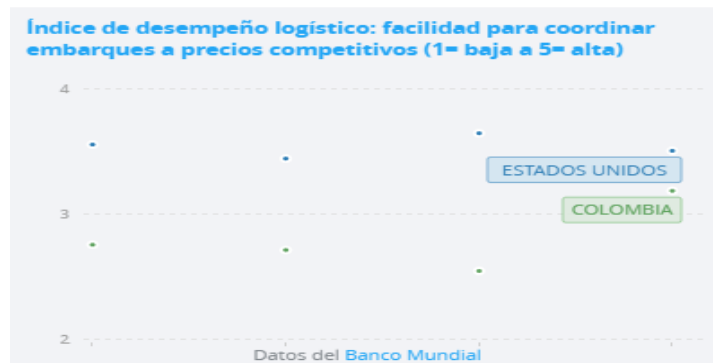 Índice de desempeño logístico: facilidad para coordinar
embarques a precios competitivos (1= baja a 5= alta)
4
ESTADOS UNIDOS
3
COLOMBIA
2
Datos del Banco Mundial